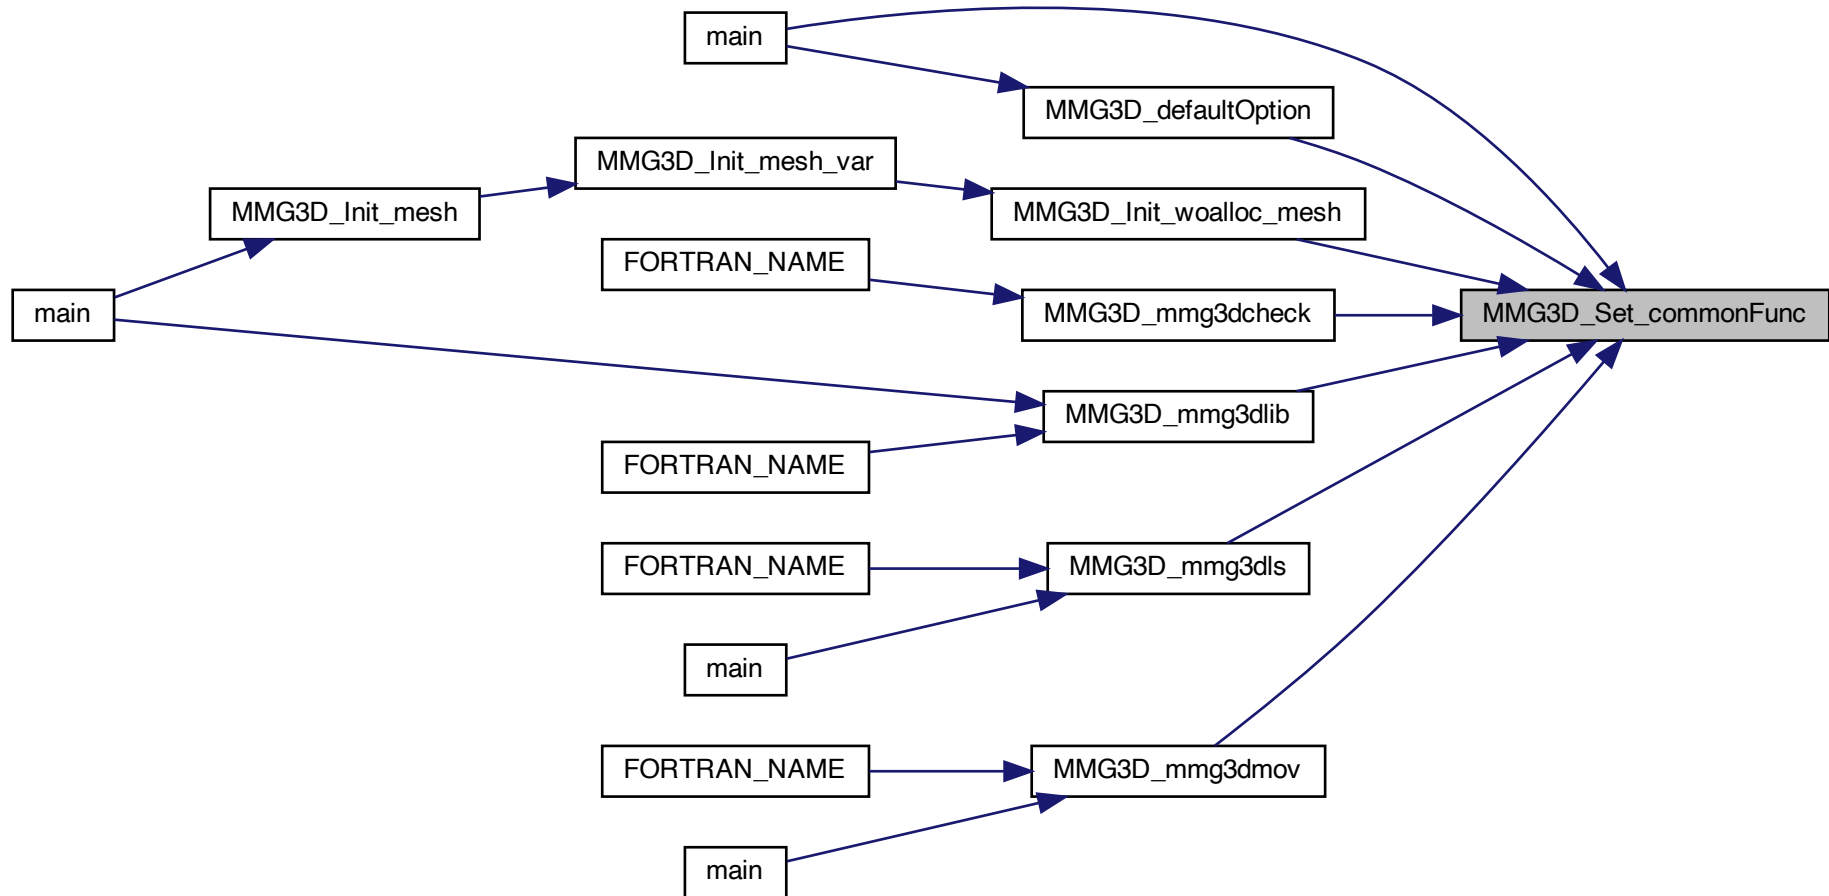 main
MMG3D_defaultOption
MMG3D_Init_mesh_var
MMG3D_Init_mesh
MMG3D_Init_woalloc_mesh
FORTRAN_NAME
main
MMG3D_mmg3dcheck
MMG3D_Set_commonFunc
MMG3D_mmg3dlib
FORTRAN_NAME
FORTRAN_NAME
MMG3D_mmg3dls
main
FORTRAN_NAME
MMG3D_mmg3dmov
main